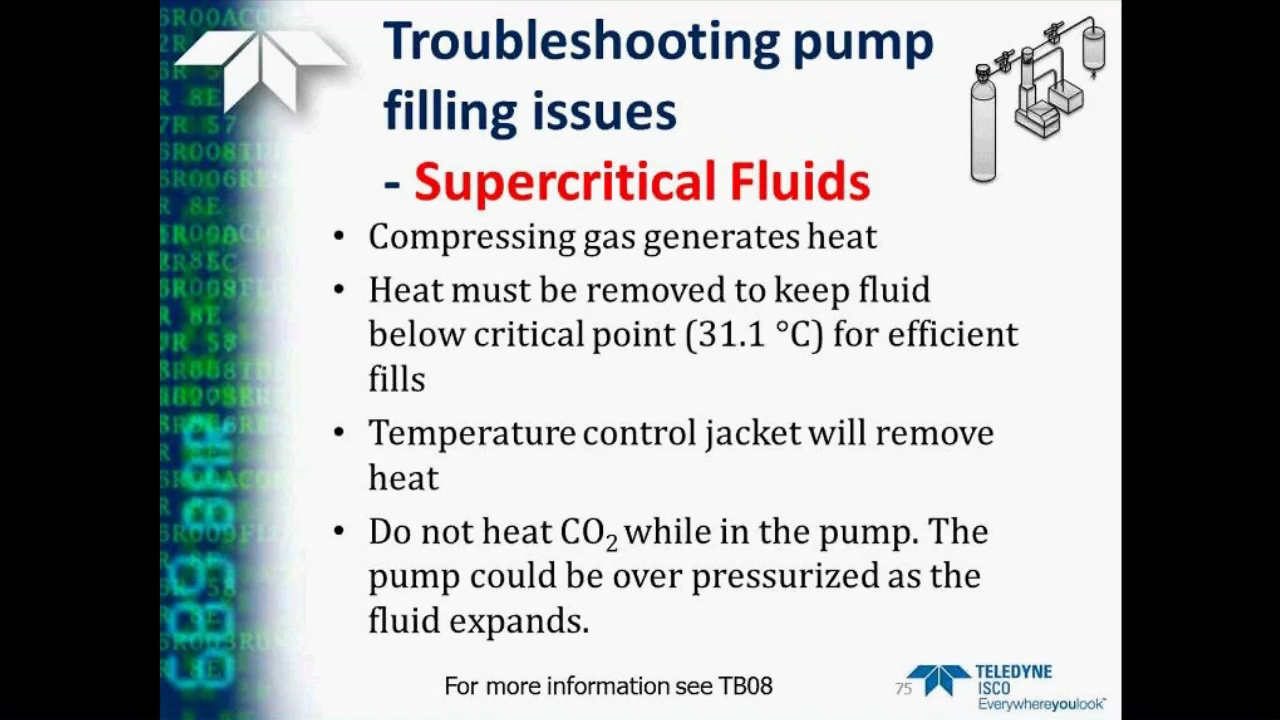 Troubleshooting pump
filling issues
- Supercritical Fluids
• Compressing gas generates heat
• Heat must be removed to keep fluid
below critical point (31.1 °C) for efficient
fills
• Temperature control jacket will remove
heat
• Do not heat CO₂ while in the pump. The
pump could be over pressurized as the
fluid expands.
For more information see TB08
75
TELEDYNE
ISCO
Everywhereyoulook™